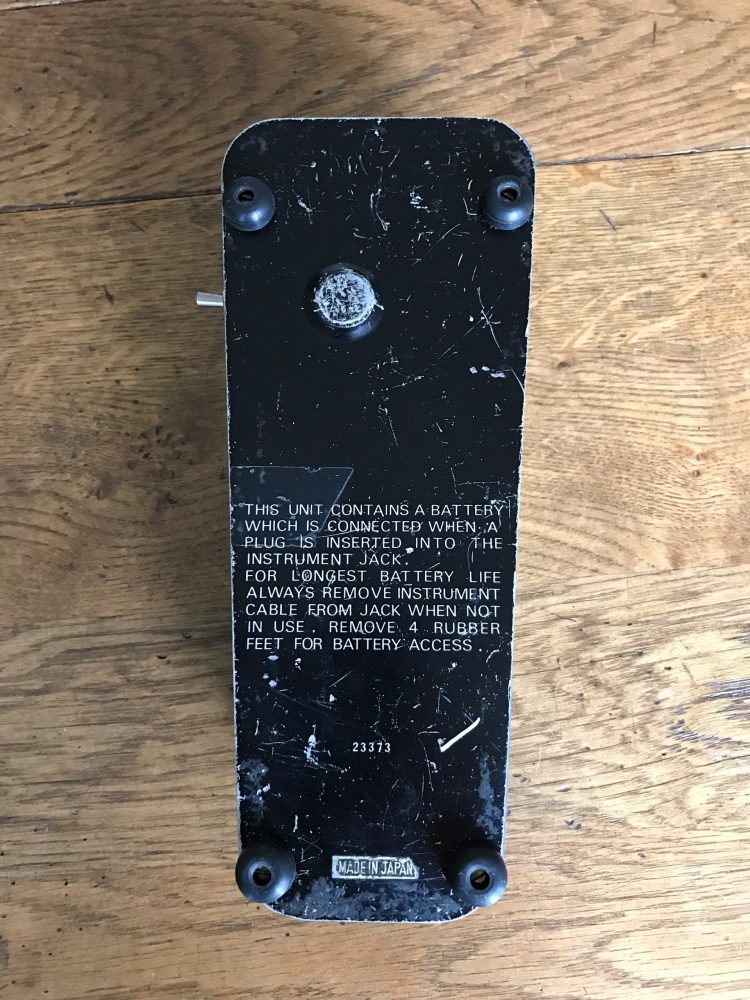 THIS UNIT CONTAINS A BATTERY
WHICH IS CONNECTED WHEN A
PLUG IS INSERTED INTO THE
INSTRUMENT JACK.
FOR LONGEST BATTERY LIFE
ALWAYS REMOVE INSTRUMENT
CABLE FROM JACK WHEN NOT
IN USE. REMOVE 4 RUBBER
FEET FOR BATTERY ACCESS.
23373
MADE IN JAPAN